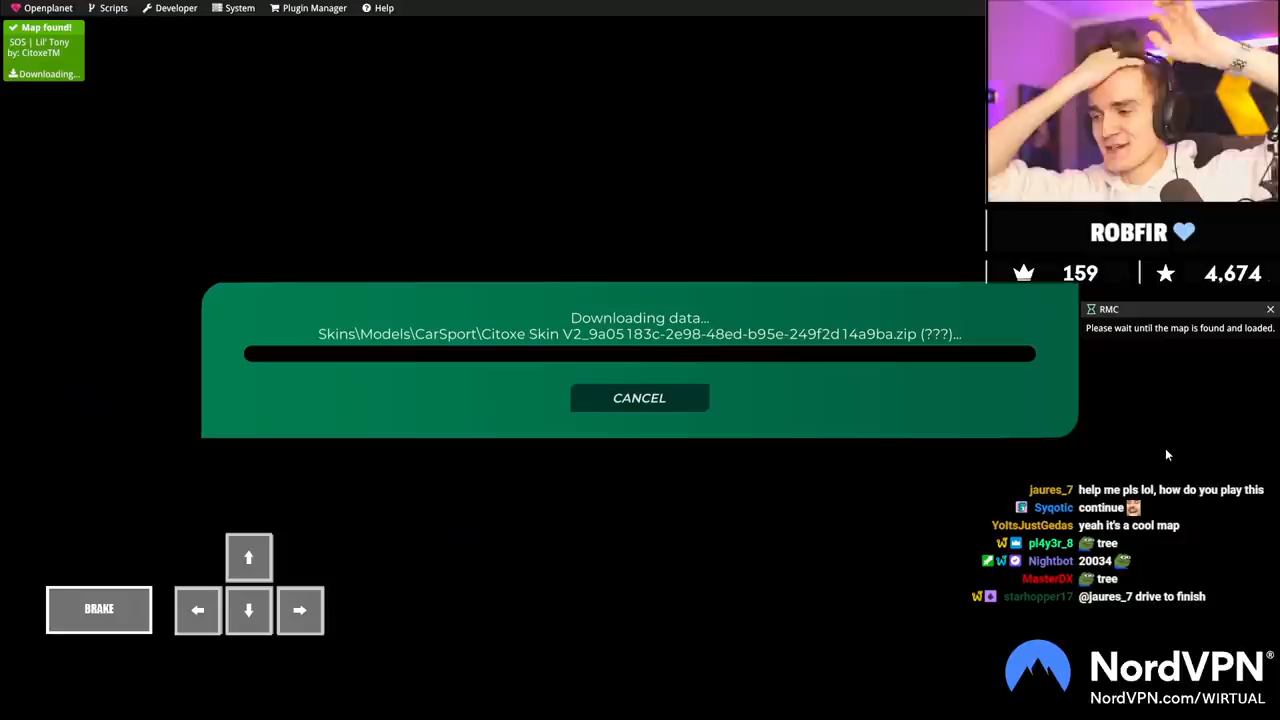 Openplanet Scripts Developer System Plugin Manager Help
Map found!
SOS | Lil' Tony
by: CitoxeTM
Downloading...
ROBFIR
159 4,674
RMC
Please wait until the map is found and loaded.
Downloading data...
Skins\Models\CarSport\Citoxe Skin V2_9a05183c-2e98-48ed-b95e-249f2d14a9ba.zip (???)...
CANCEL
jaures_7 help me pls lol, how do you play this
Syqotic continue
YoItsJustGedas yeah it's a cool map
pl4y3r_8 tree
Nightbot 20034
MasterDX tree
starhopper17 @jaures_7 drive to finish
BRAKE
NordVPN®
NordVPN.com/WIRTUAL